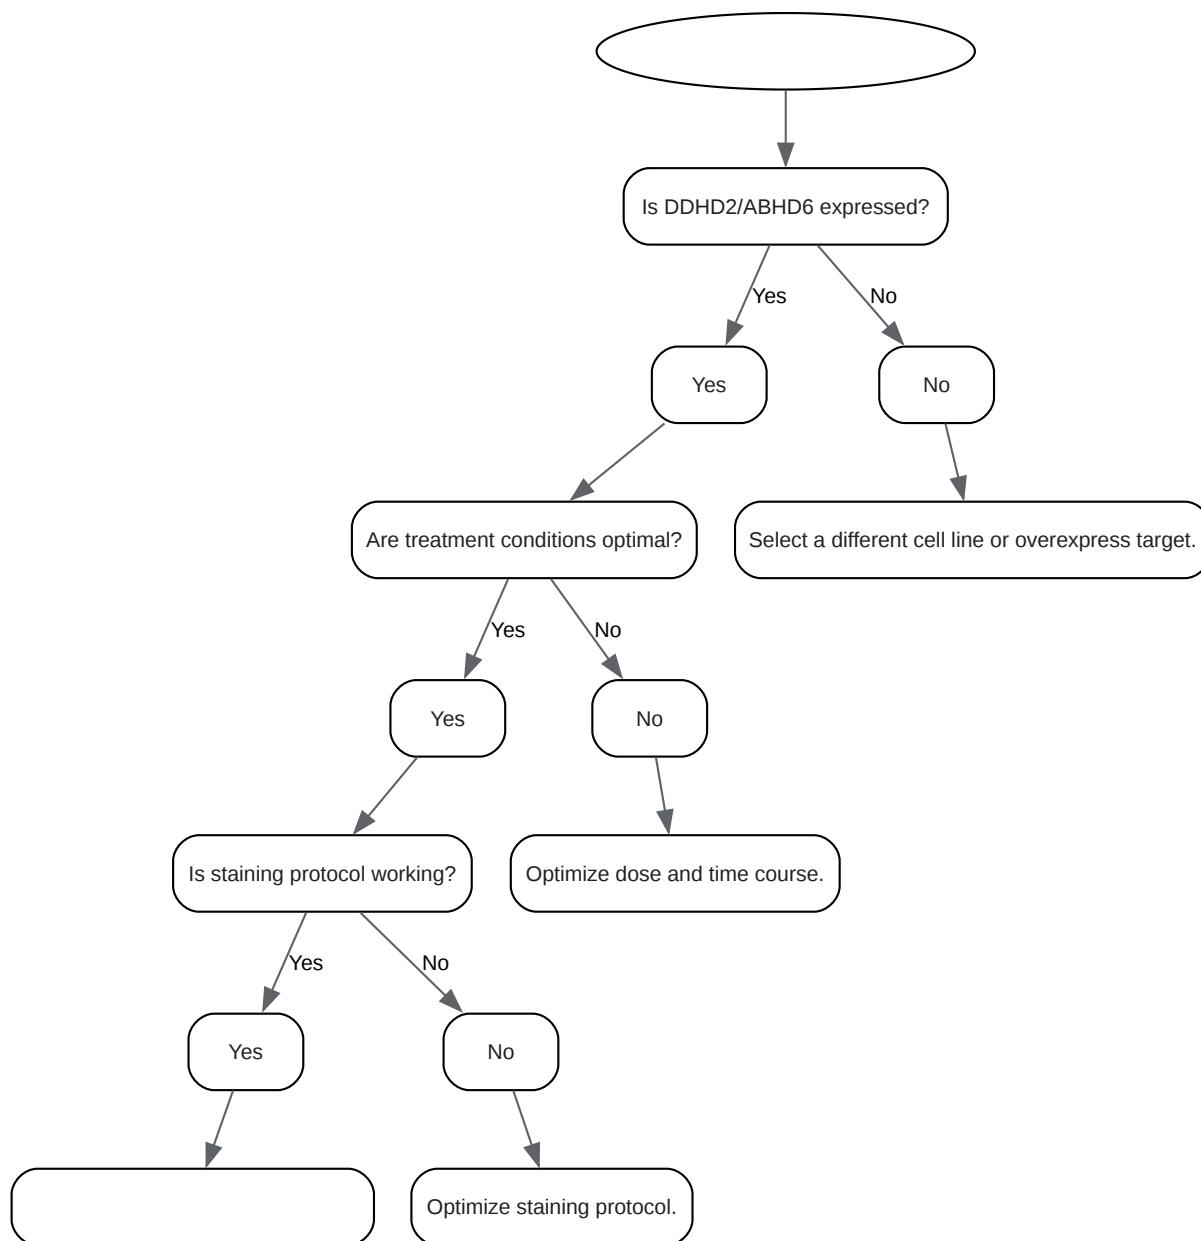 Is DDHD2/ABHD6 expressed?
Yes
No
Yes
No
Are treatment conditions optimal?
Select a different cell line or overexpress target.
Yes
No
Yes
No
Is staining protocol working?
Optimize dose and time course.
Yes
No
Yes
No
Optimize staining protocol.